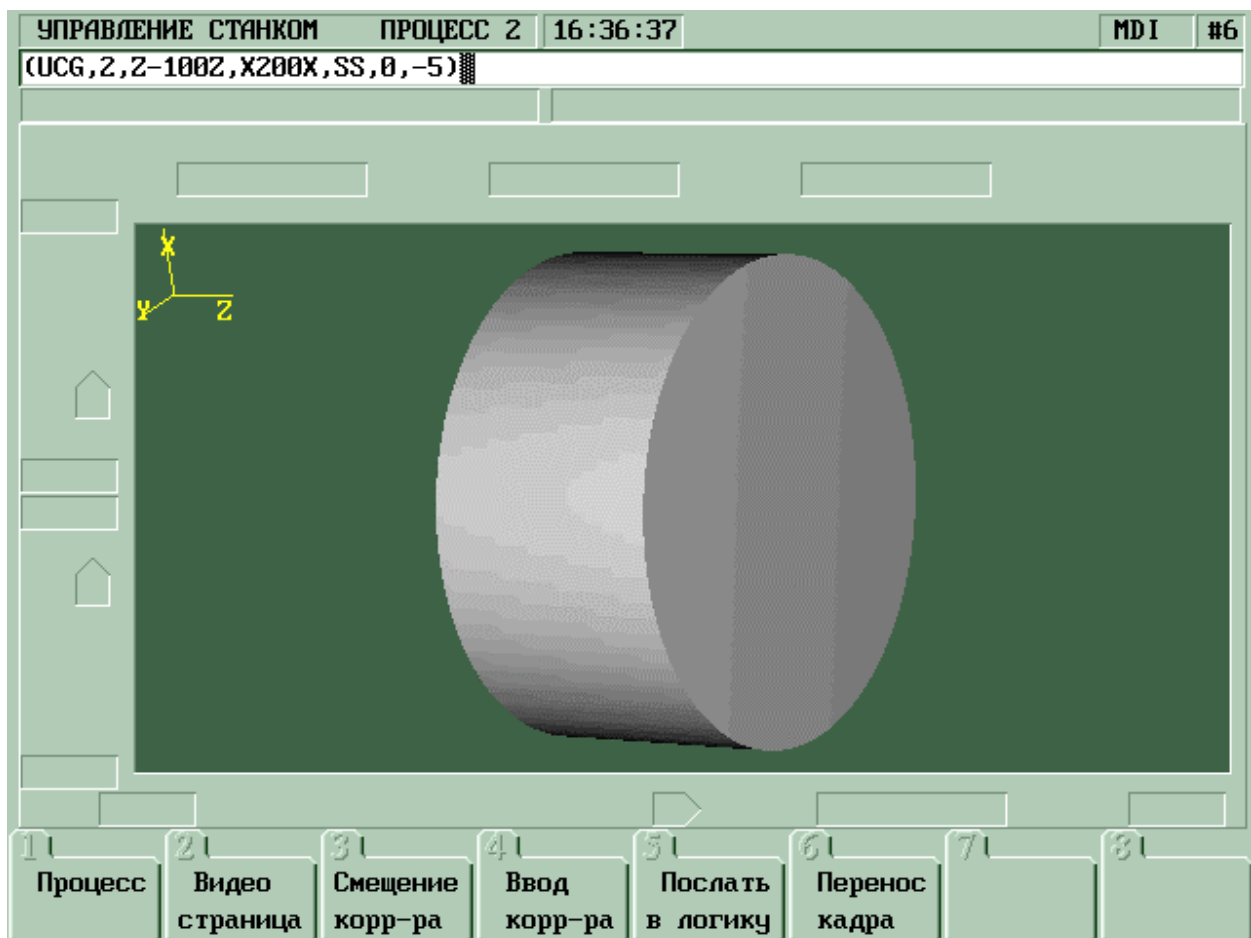 УПРАВЛЕНИЕ СТАНКОМ ПРОЦЕСС 2 16:36:37 MDI #6
(UCG,2,Z-100Z,X200X,SS,0,-5)
X
Y Z
1 2 3 4 5 6 7 8
Процесс Видео Смещение Ввод Послать Перенос
страница корр-ра корр-ра в логику кадра